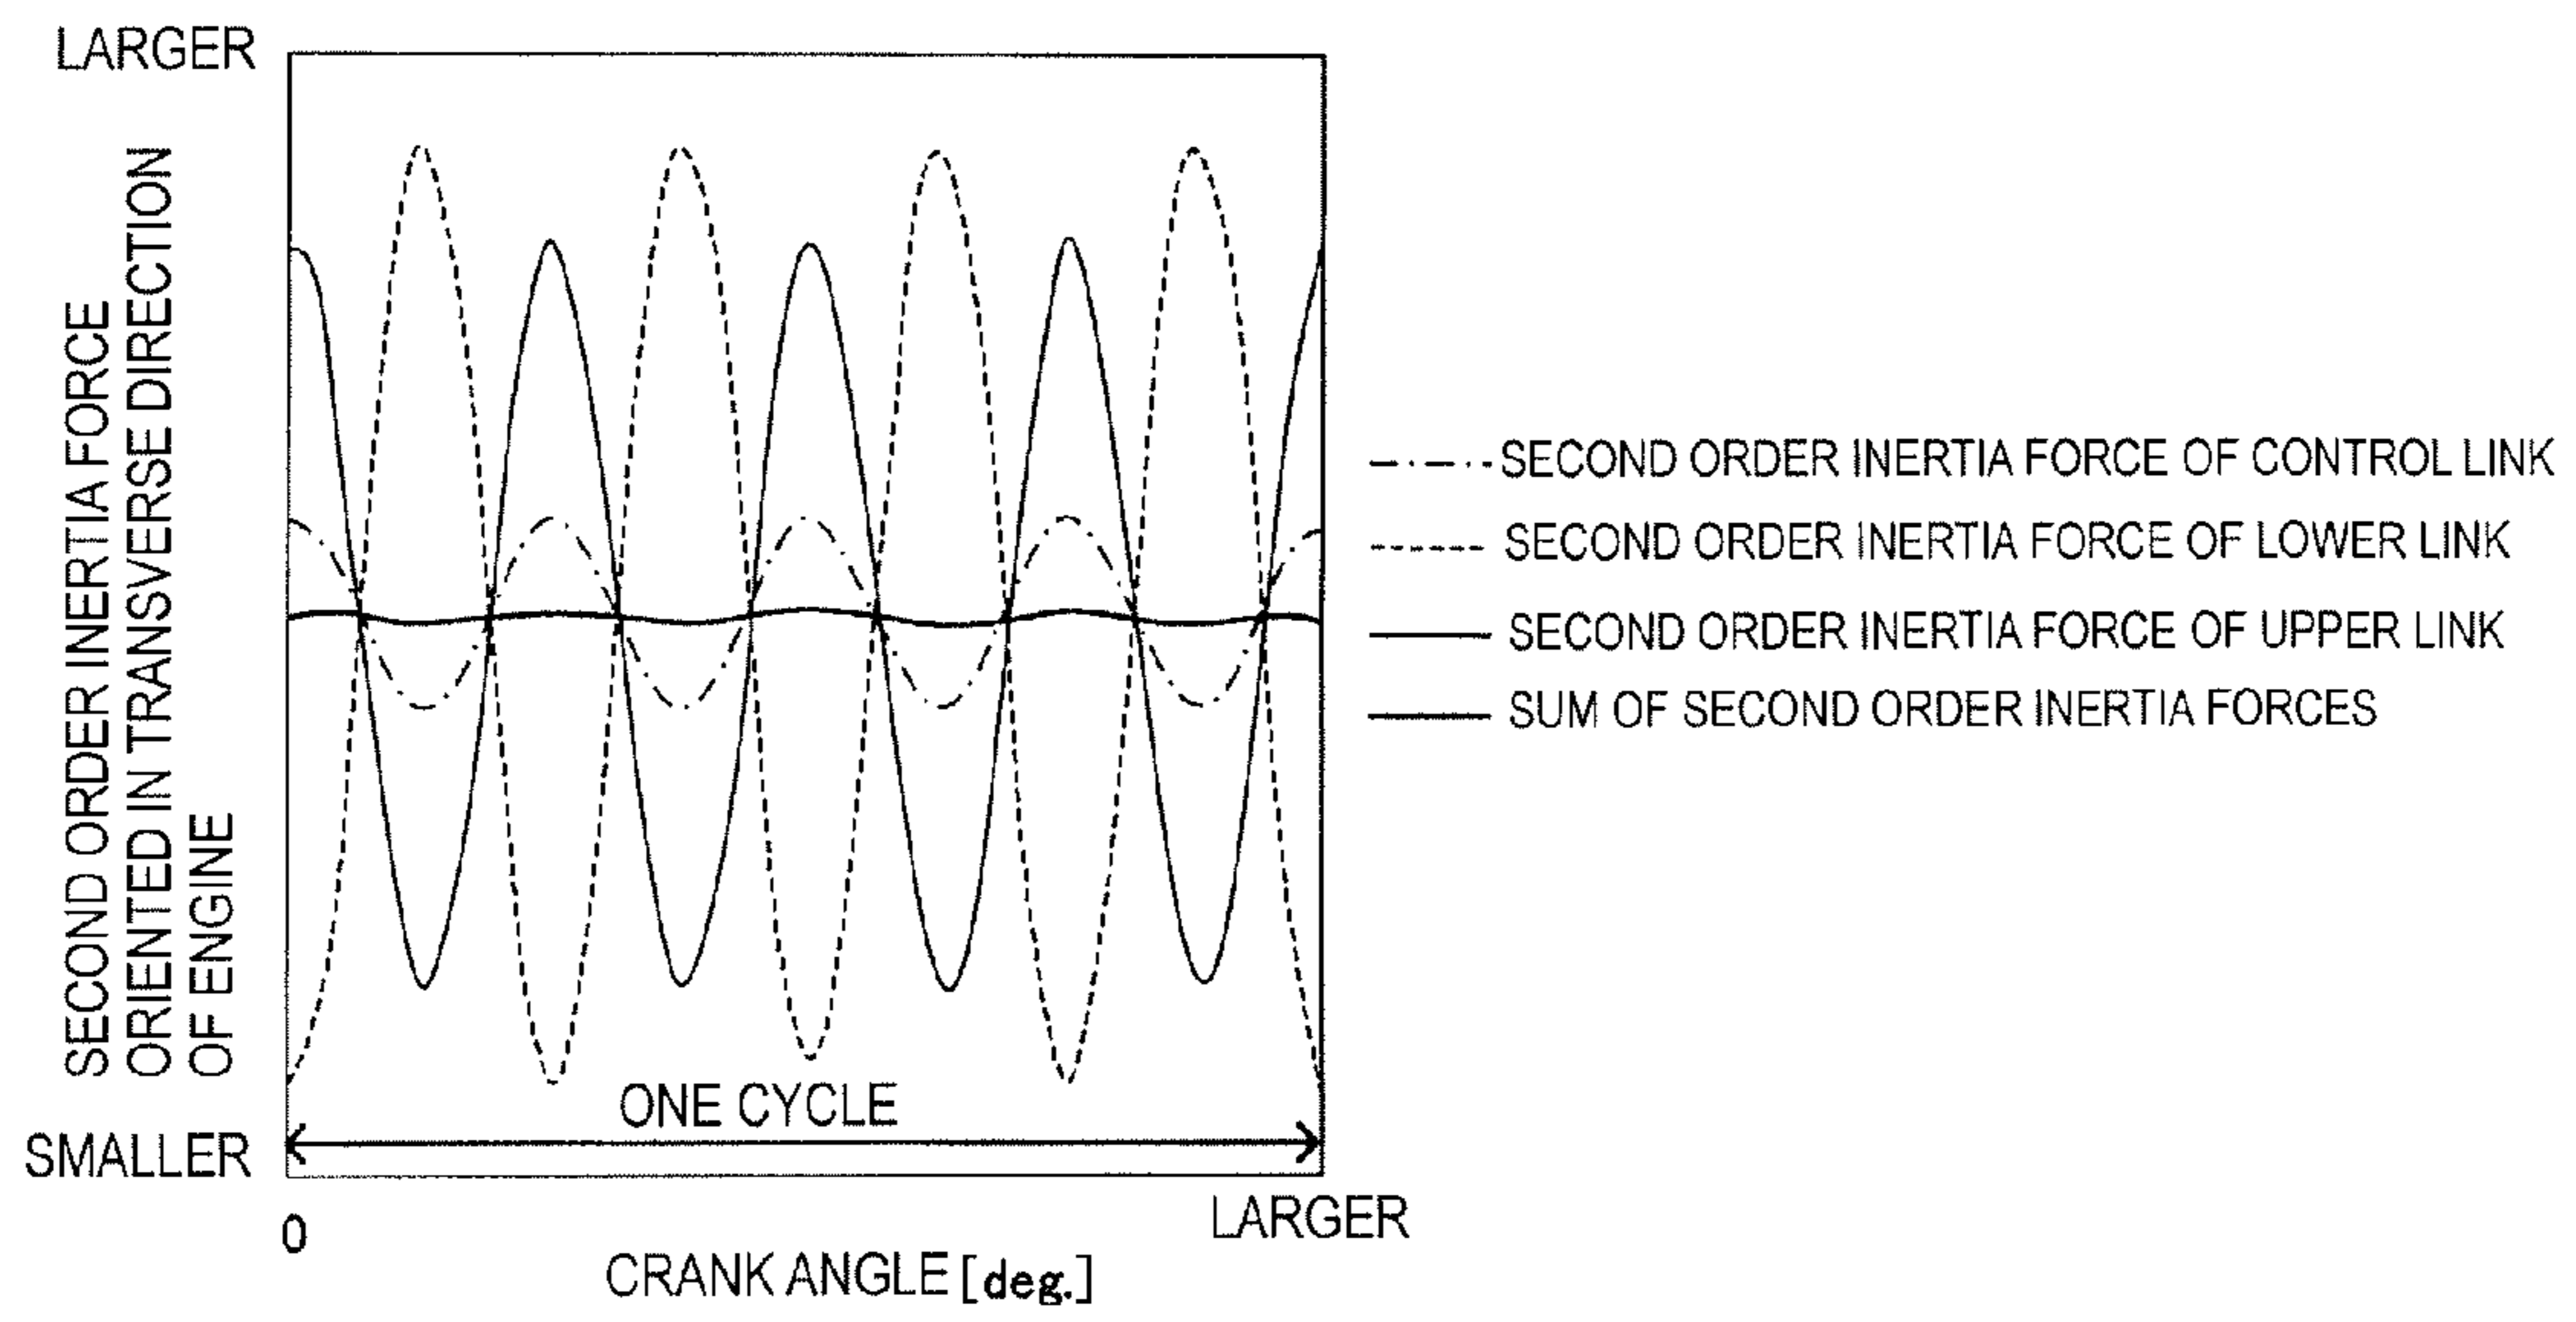 LARGER
SECOND ORDER INERTIA FORCE
ORIENTED IN TRANSVERSE DIRECTION
OF ENGINE
SMALLER
ONE CYCLE
0
LARGER
CRANK ANGLE [deg.]
SECOND ORDER INERTIA FORCE OF CONTROL LINK
SECOND ORDER INERTIA FORCE OF LOWER LINK
SECOND ORDER INERTIA FORCE OF UPPER LINK
SUM OF SECOND ORDER INERTIA FORCES